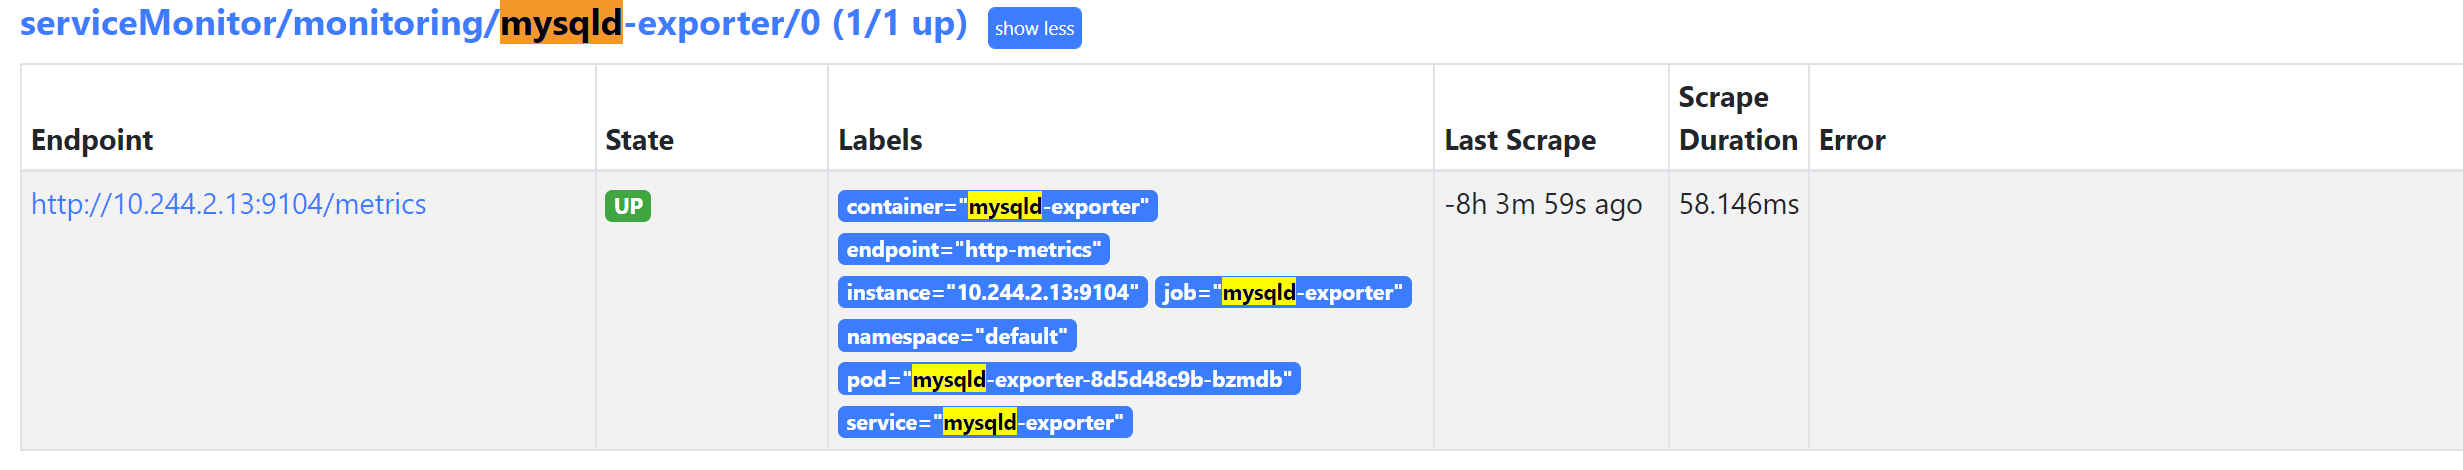 serviceMonitor/monitoring/mysqld-exporter/0 (1/1 up) show less
Endpoint State Labels Last Scrape Scrape Duration Error
http://10.244.2.13:9104/metrics UP container="mysqld-exporter" -8h 3m 59s ago 58.146ms
endpoint="http-metrics"
instance="10.244.2.13:9104" job="mysqld-exporter"
namespace="default"
pod="mysqld-exporter-8d5d48c9b-bzmdb"
service="mysqld-exporter"